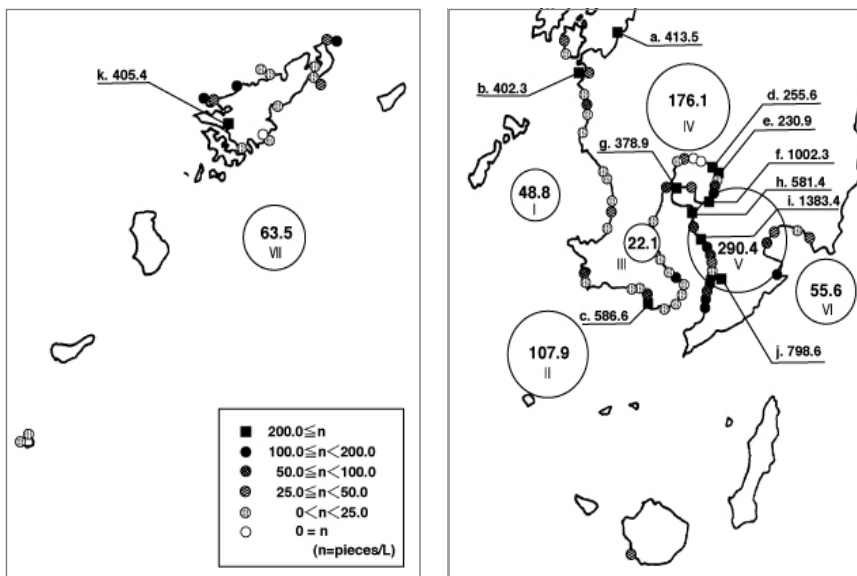 k. 405.4
63.5
VII
200.0≦n
100.0≦n<200.0
50.0≦n<100.0
25.0≦n<50.0
0<n<25.0
0 = n
(n=pieces/L)
a. 413.5
b. 402.3
176.1
IV
d. 255.6
e. 230.9
g. 378.9
f. 1002.3
h. 581.4
i. 1383.4
48.8
I
22.1
III
290.4
V
55.6
VI
c. 586.6
107.9
II
j. 798.6